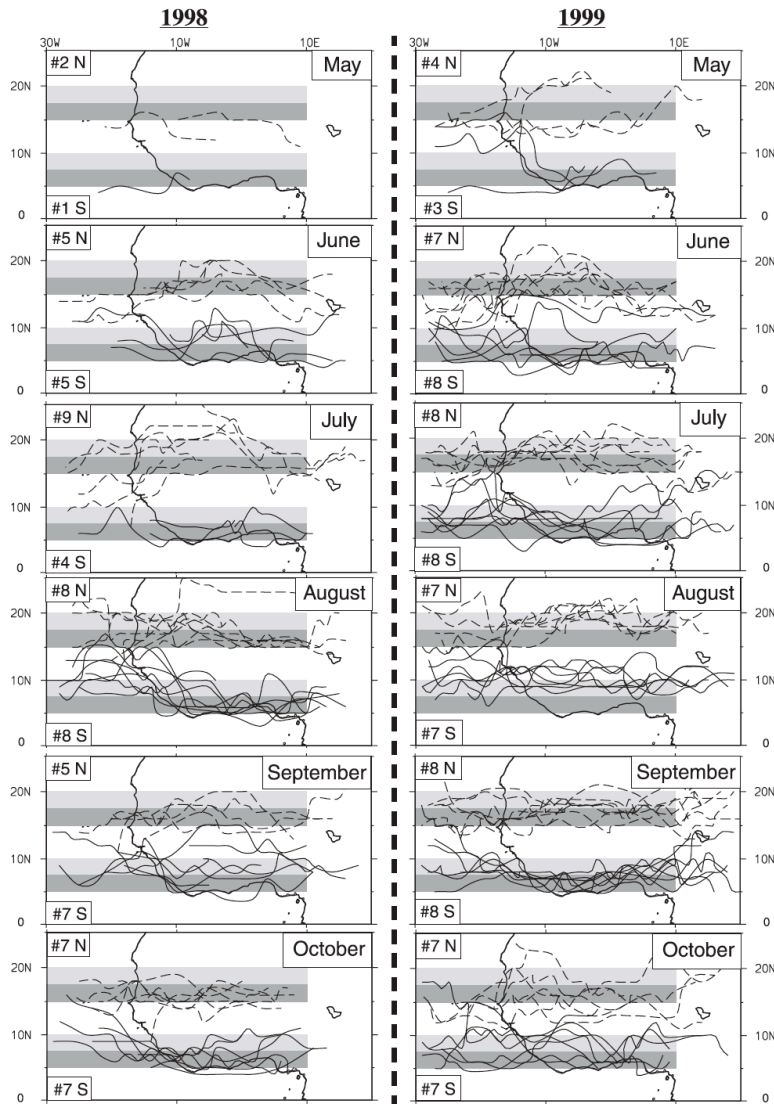 1998 1999
30W 10W 10E 30W 10W 10E
#2 N May #4 N May
20N 20N
10N 10N
0 #1 S #3 S 0
#5 N June #7 N June
20N 20N
10N 10N
0 #5 S #8 S 0
#9 N July #8 N July
20N 20N
10N 10N
0 #4 S #8 S 0
#8 N August #7 N August
20N 20N
10N 10N
0 #8 S #7 S 0
#5 N September #8 N September
20N 20N
10N 10N
0 #7 S #8 S 0
#7 N October #7 N October
20N 20N
10N 10N
0 #7 S #7 S 0